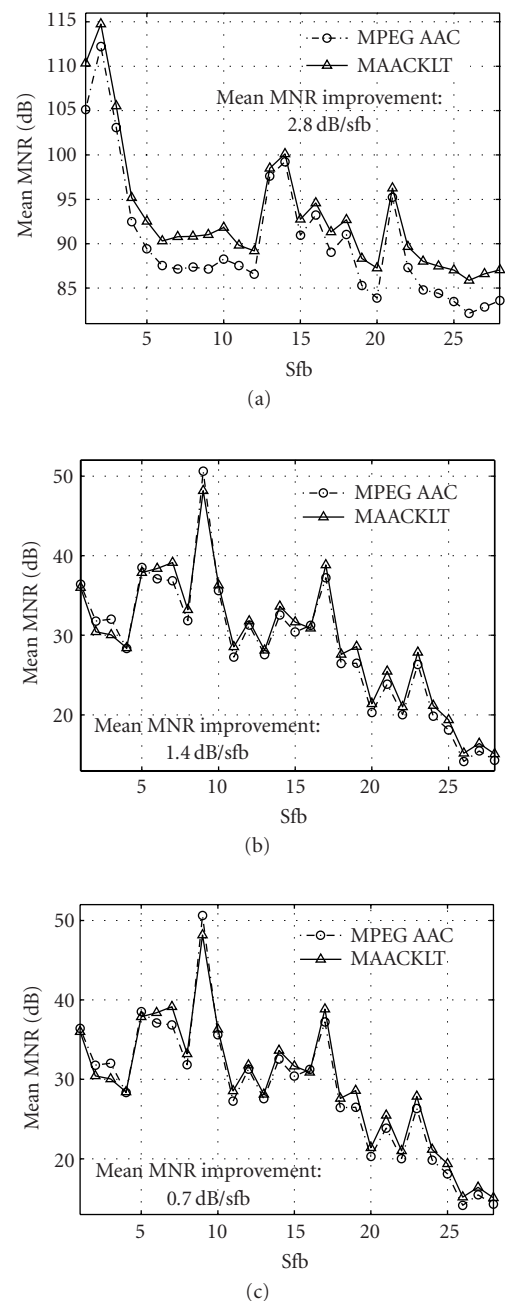 115
110
105
100
95
90
85
Mean MNR (dB)
MPEG AAC
MAACKLT
Mean MNR improvement:
2.8 dB/sfb
5
10
15
20
25
Sfb
(a)
50
40
30
20
Mean MNR (dB)
MPEG AAC
MAACKLT
Mean MNR improvement:
1.4 dB/sfb
5
10
15
20
25
Sfb
(b)
50
40
30
20
Mean MNR (dB)
MPEG AAC
MAACKLT
Mean MNR improvement:
0.7 dB/sfb
5
10
15
20
25
Sfb
(c)